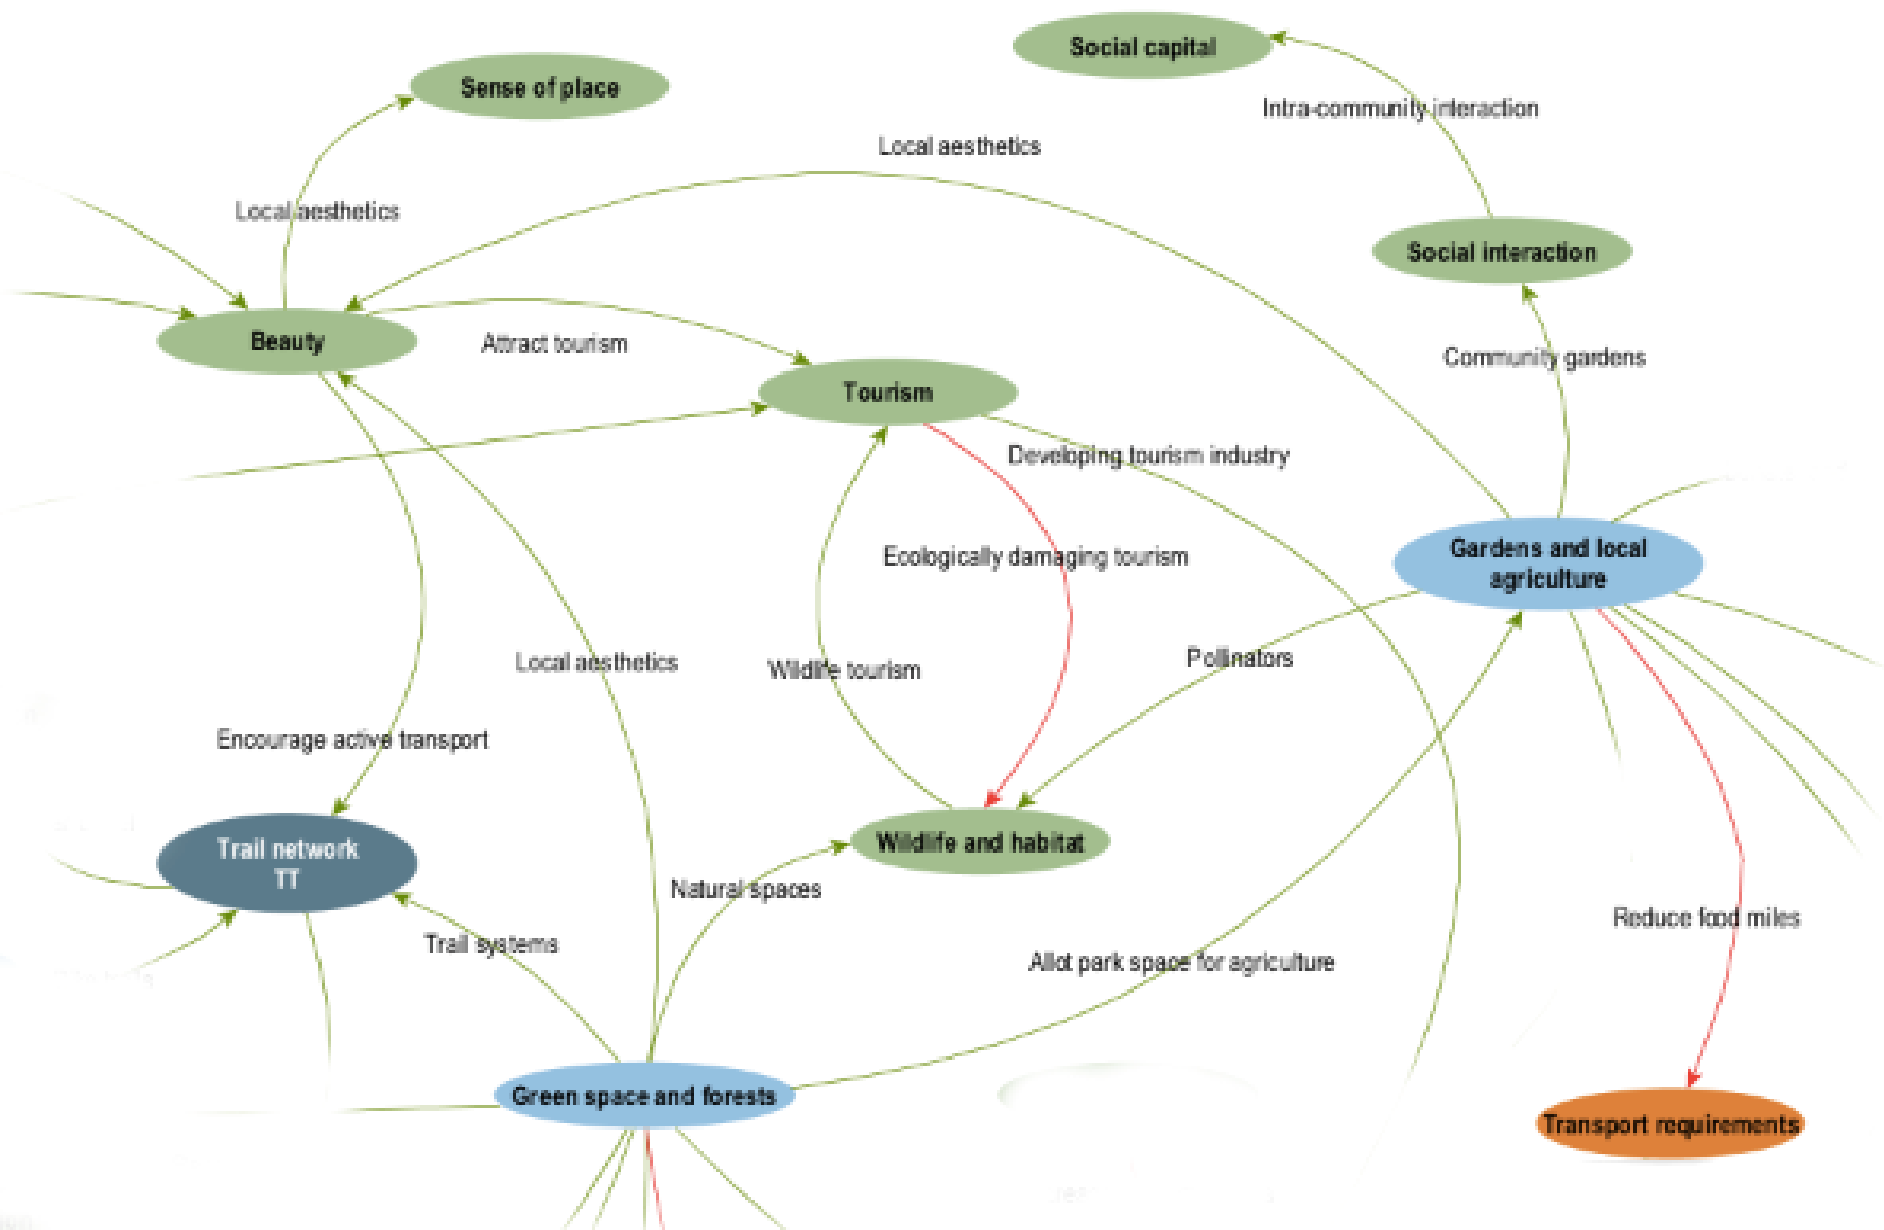 Social capital
Sense of place
Intra-community interaction
Local aesthetics
Local aesthetics
Social interaction
Beauty
Attract tourism
Community gardens
Tourism
Developing tourism industry
Ecologically damaging tourism
Gardens and local
agriculture
Local aesthetics
Wildlife tourism
Pollinators
Encourage active transport
Trail network
TT
Wildlife and habitat
Natural spaces
Reduce food miles
Trail systems
Allot park space for agriculture
Green space and forests
Transport requirements